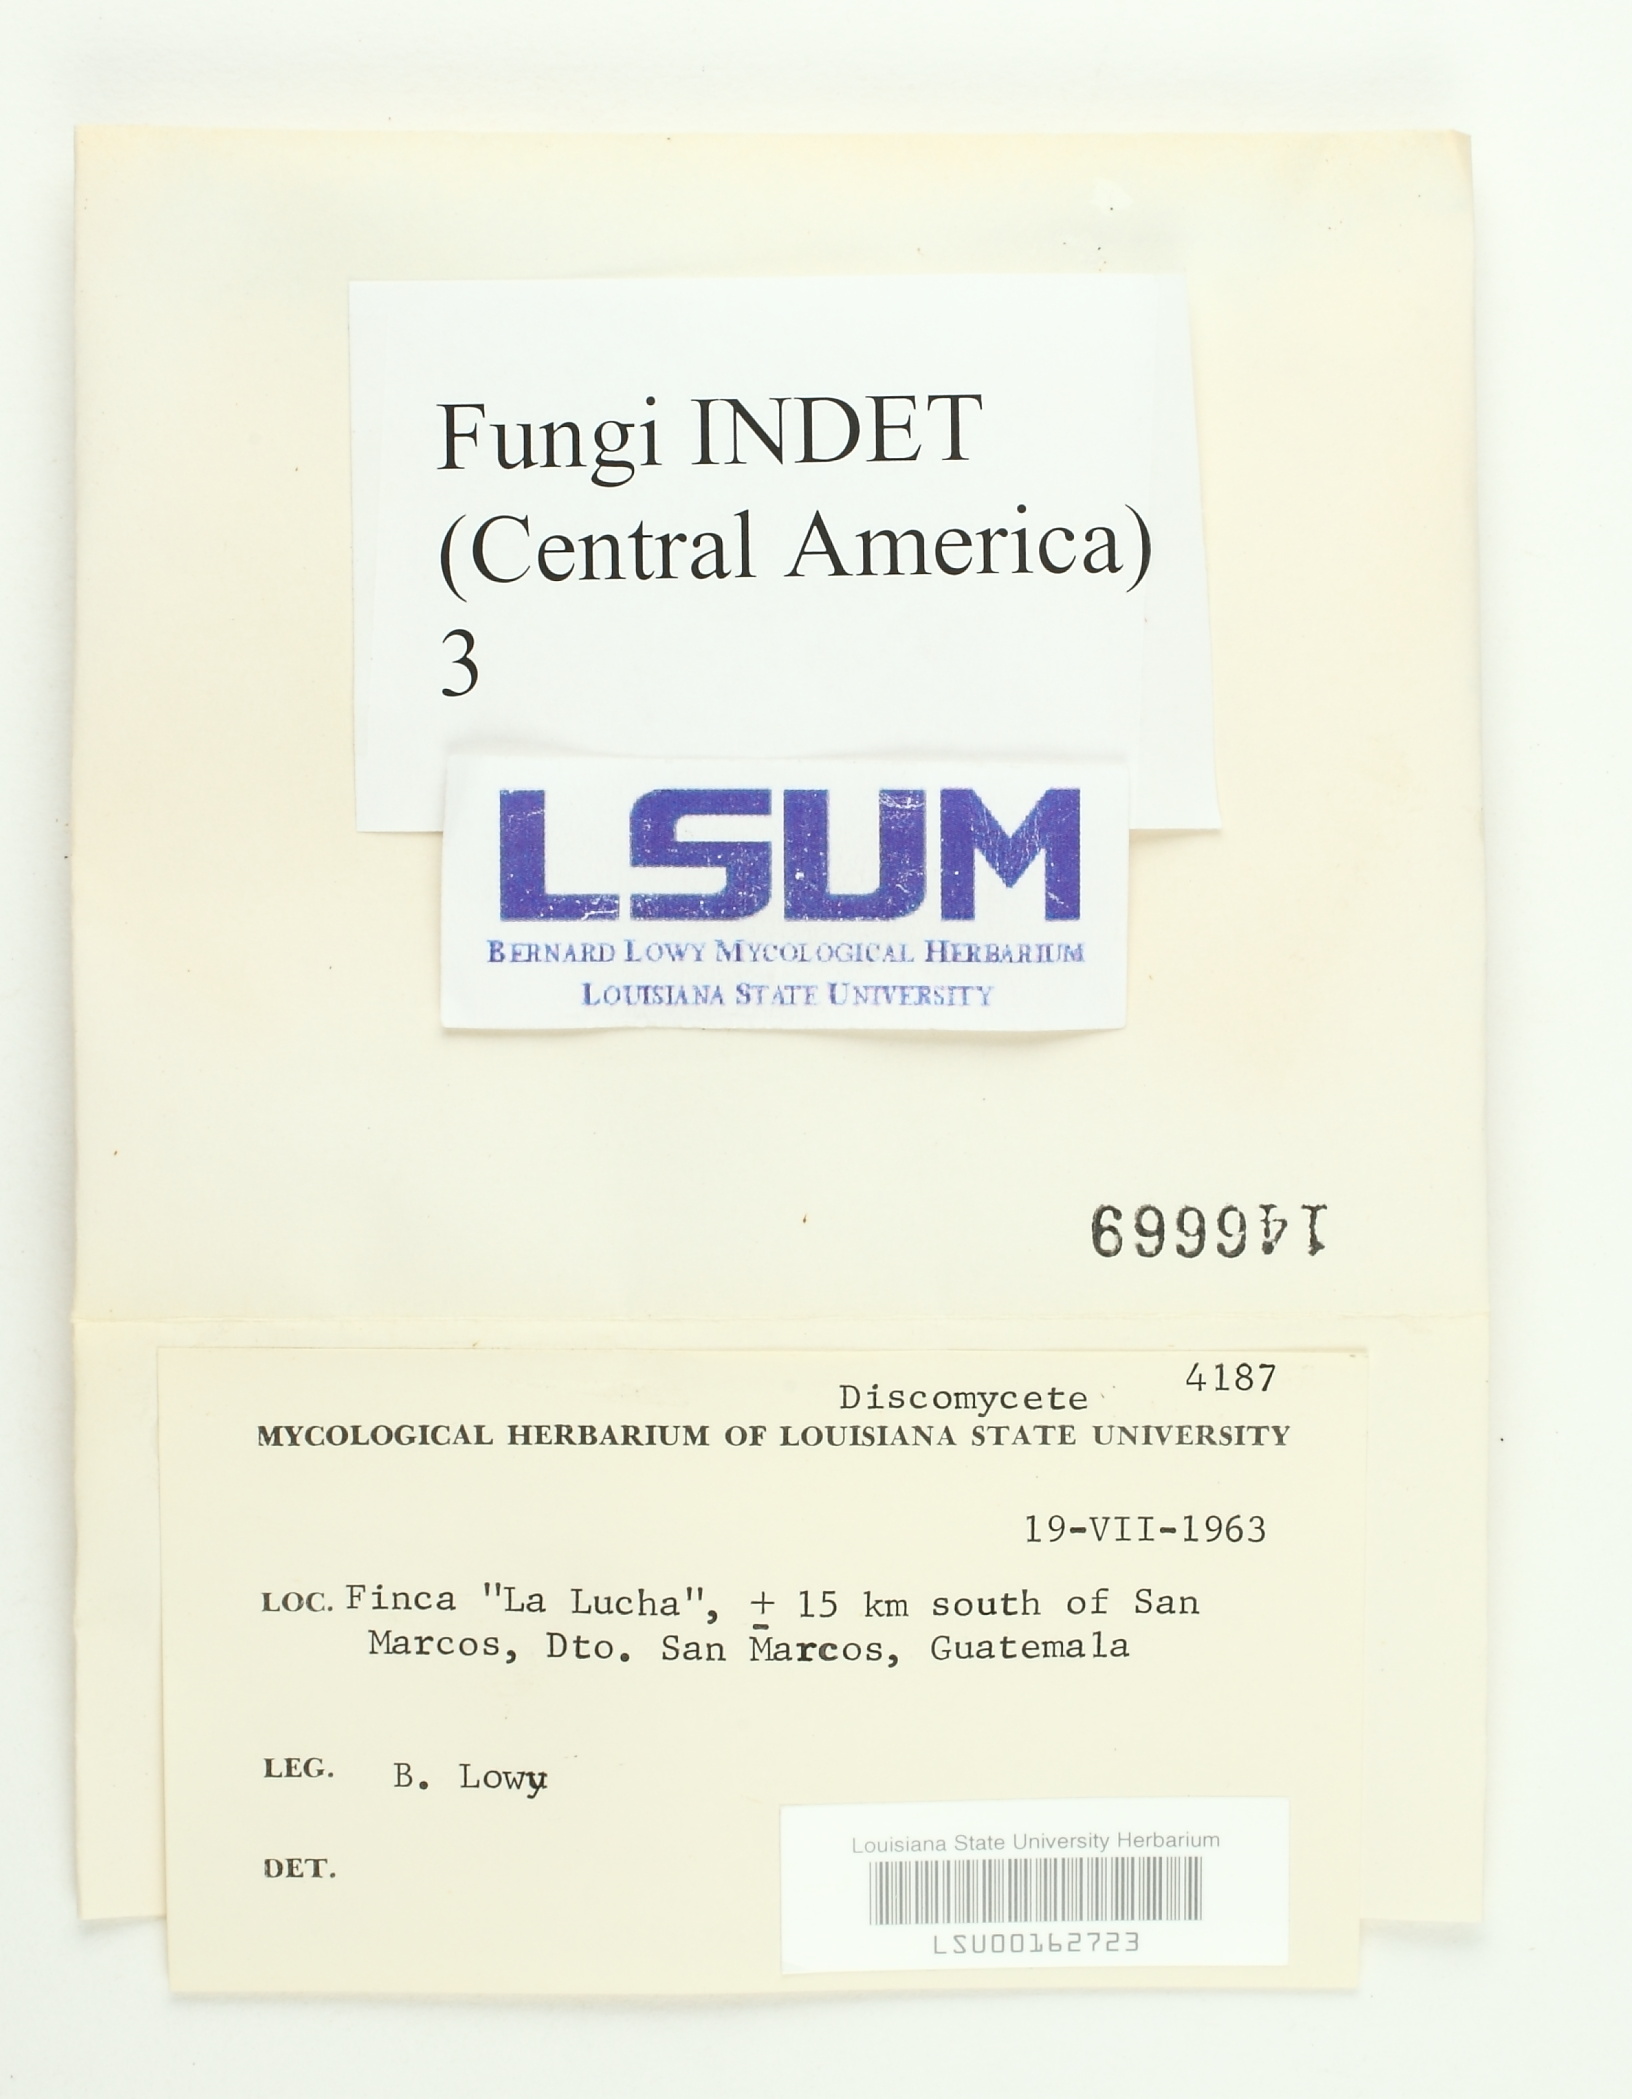 Fungi INDET
(Central America)
3
LSUM
BERNARD LOWY MYCOLOGICAL HERBARIUM
LOUISIANA STATE UNIVERSITY
146669
Discomycete 4187
MYCOLOGICAL HERBARIUM OF LOUISIANA STATE UNIVERSITY
19-VII-1963
LOC. Finca "La Lucha", ± 15 km south of San
Marcos, Dto. San Marcos, Guatemala
LEG. B. Lowy
DET.
Louisiana State University Herbarium
LSU00162723